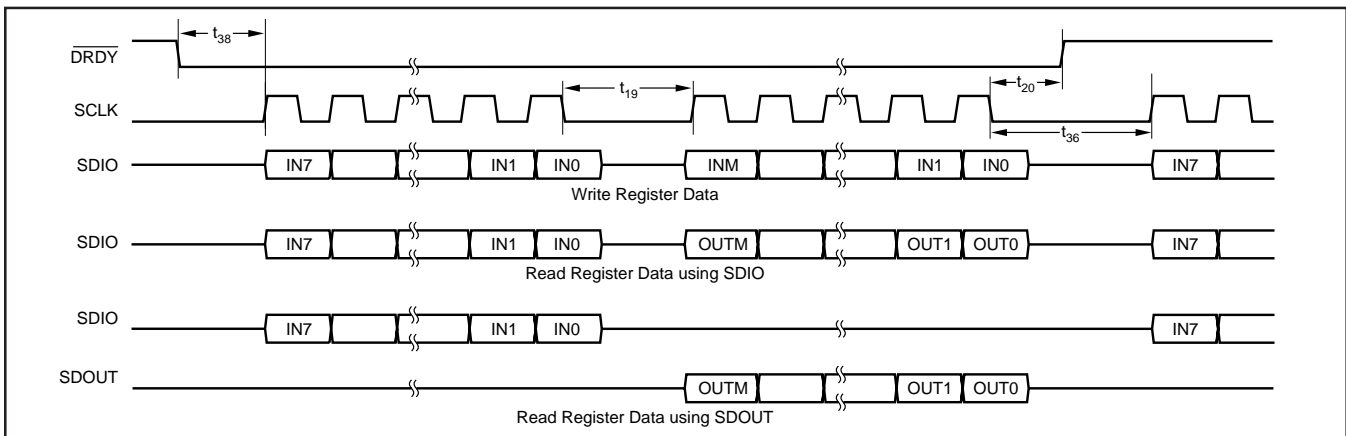 t38
DRDY
t19
t20
SCLK
t36
SDIO IN7 IN1 IN0 INM IN1 IN0 IN7
Write Register Data
SDIO IN7 IN1 IN0 OUTM OUT1 OUT0 IN7
Read Register Data using SDIO
SDIO IN7 IN1 IN0 IN7
SDOUT OUTM OUT1 OUT0
Read Register Data using SDOUT